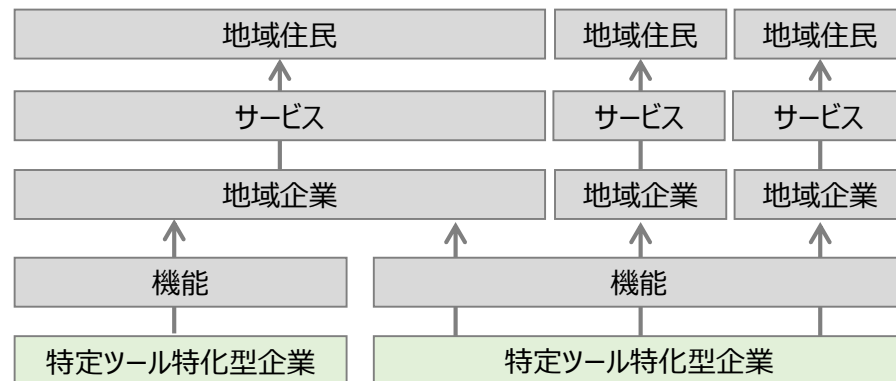 地域住民 地域住民 地域住民
サービス サービス サービス
地域企業 地域企業 地域企業
機能 機能
特定ツール特化型企業 特定ツール特化型企業